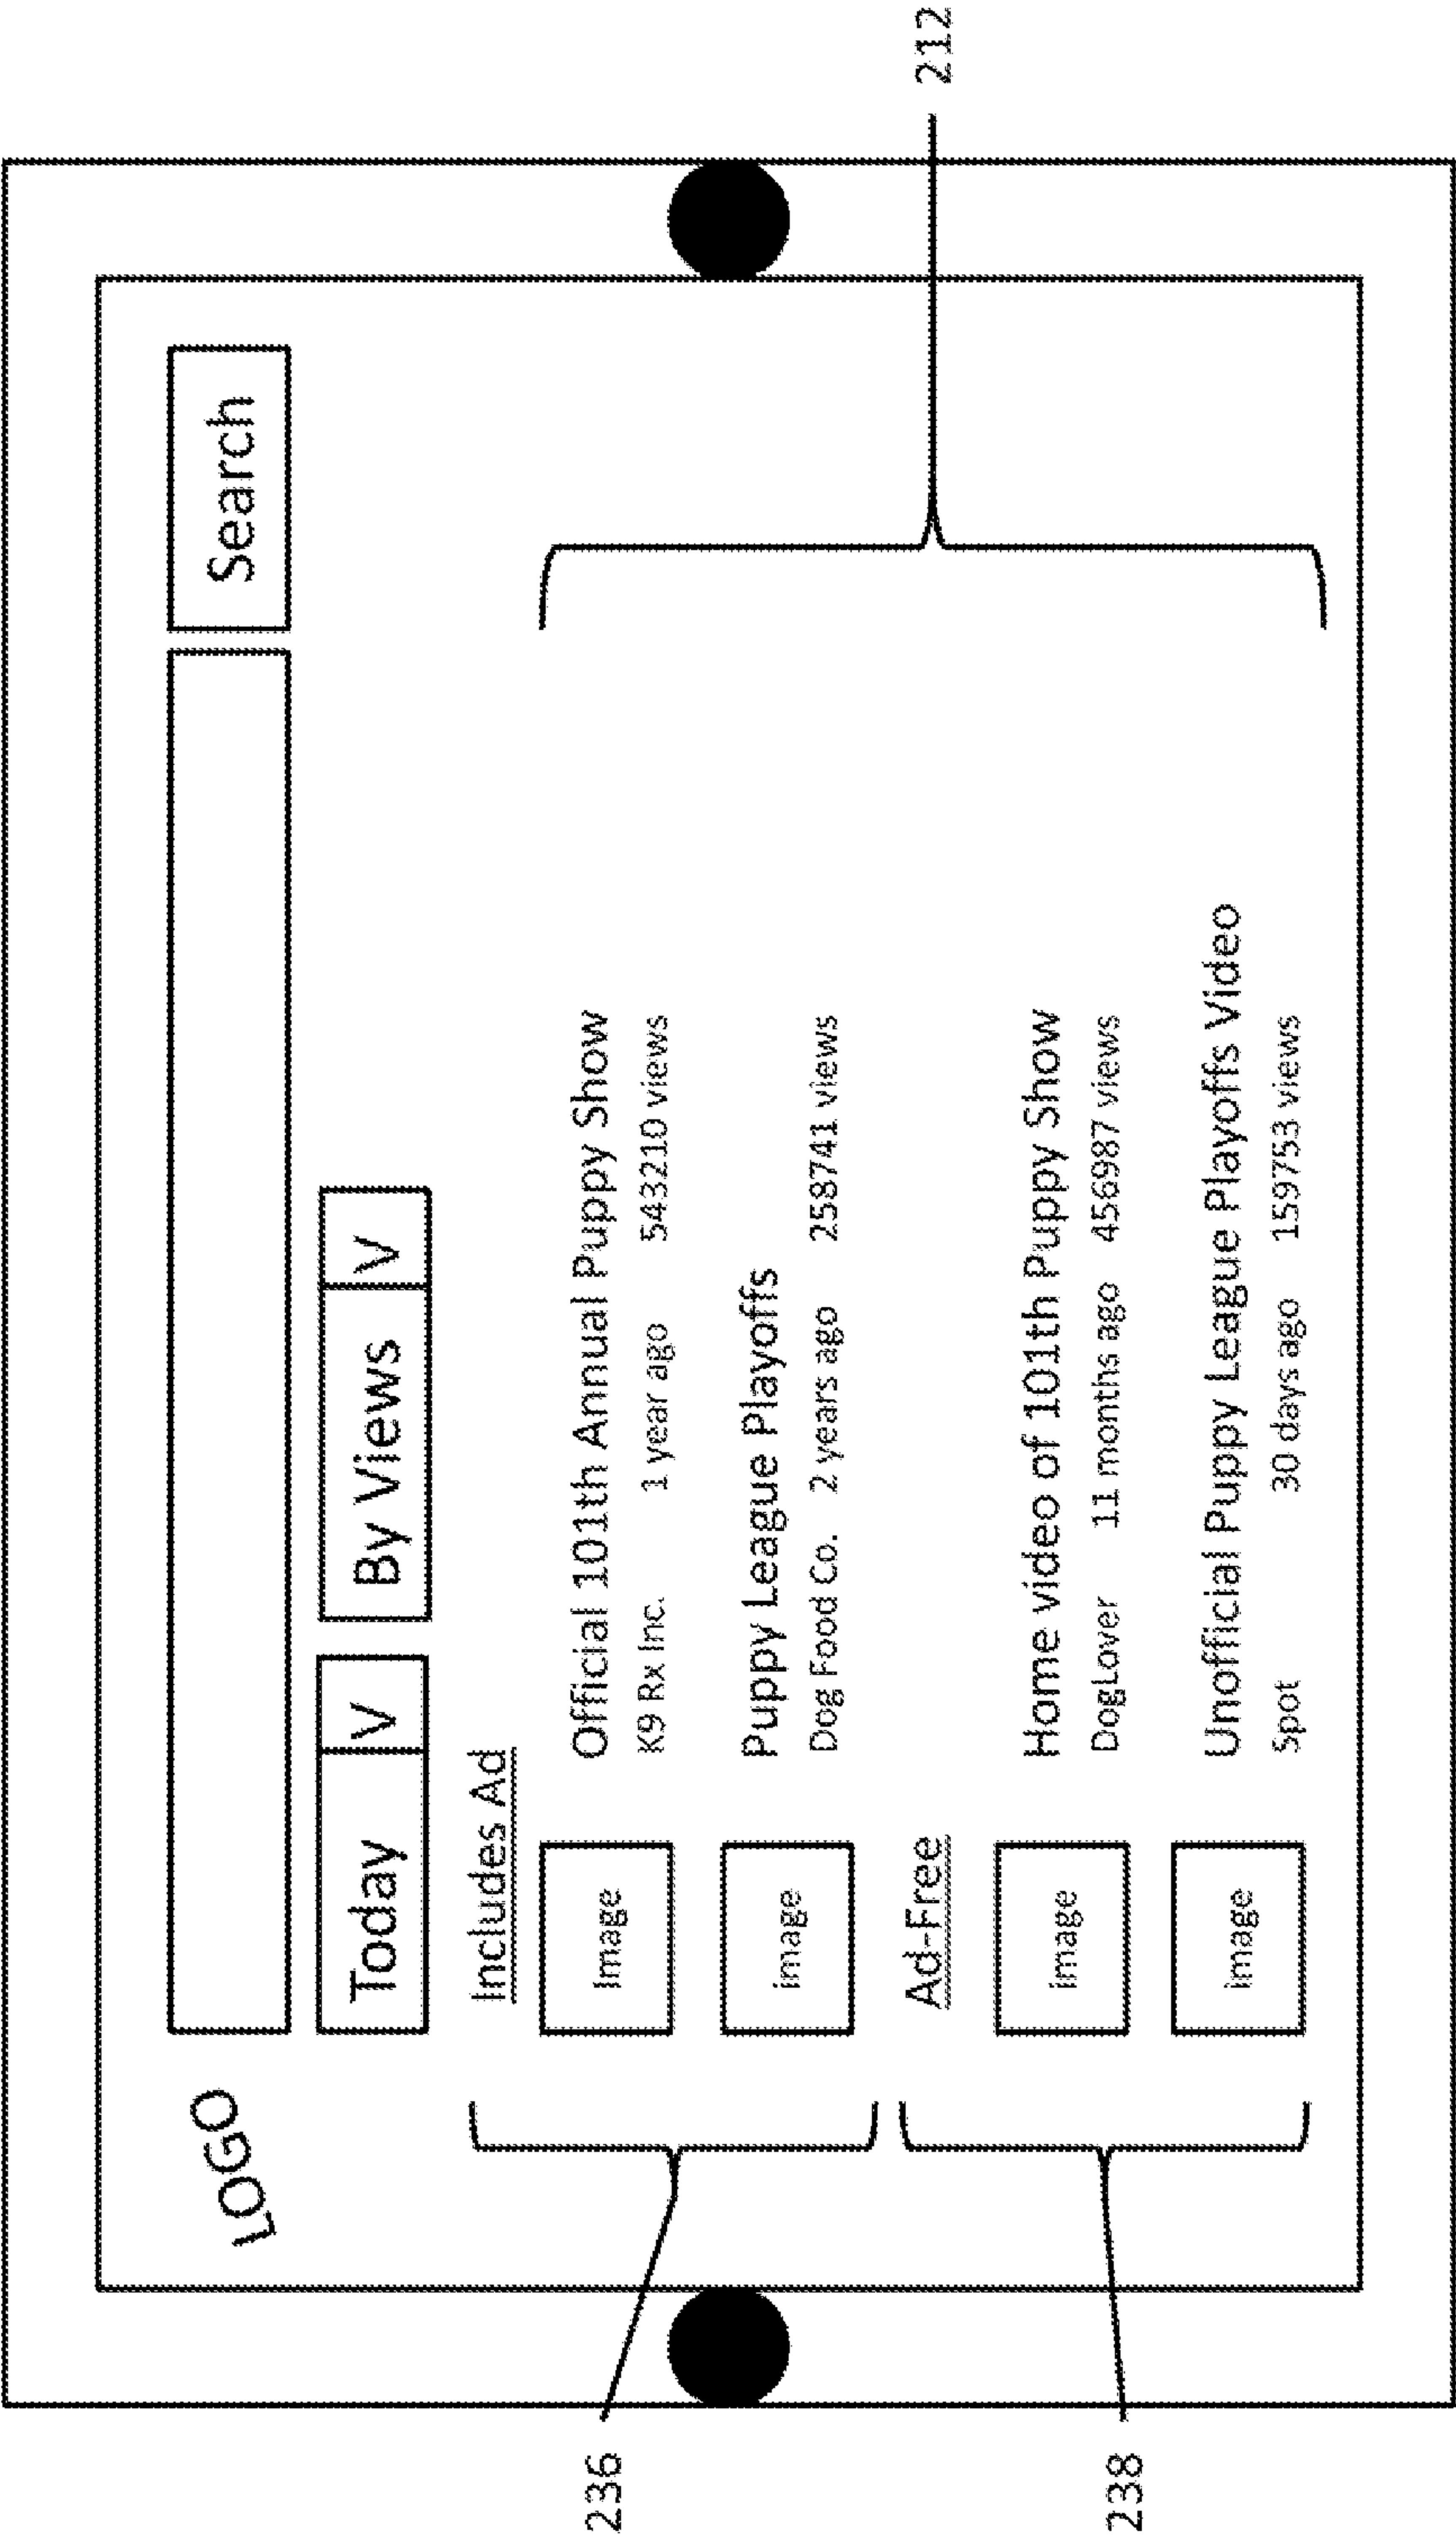 LOGO
Search
Today V By Views V
Includes Ad
Image
Official 101th Annual Puppy Show
K9 Rx Inc. 1 year ago 543210 views
image
Puppy League Playoffs
Dog Food Co. 2 years ago 258741 views
Ad-Free
image
Home video of 101th Puppy Show
DogLover 11 months ago 456987 views
image
Unofficial Puppy League Playoffs Video
Spot 30 days ago 159753 views
236
238
212